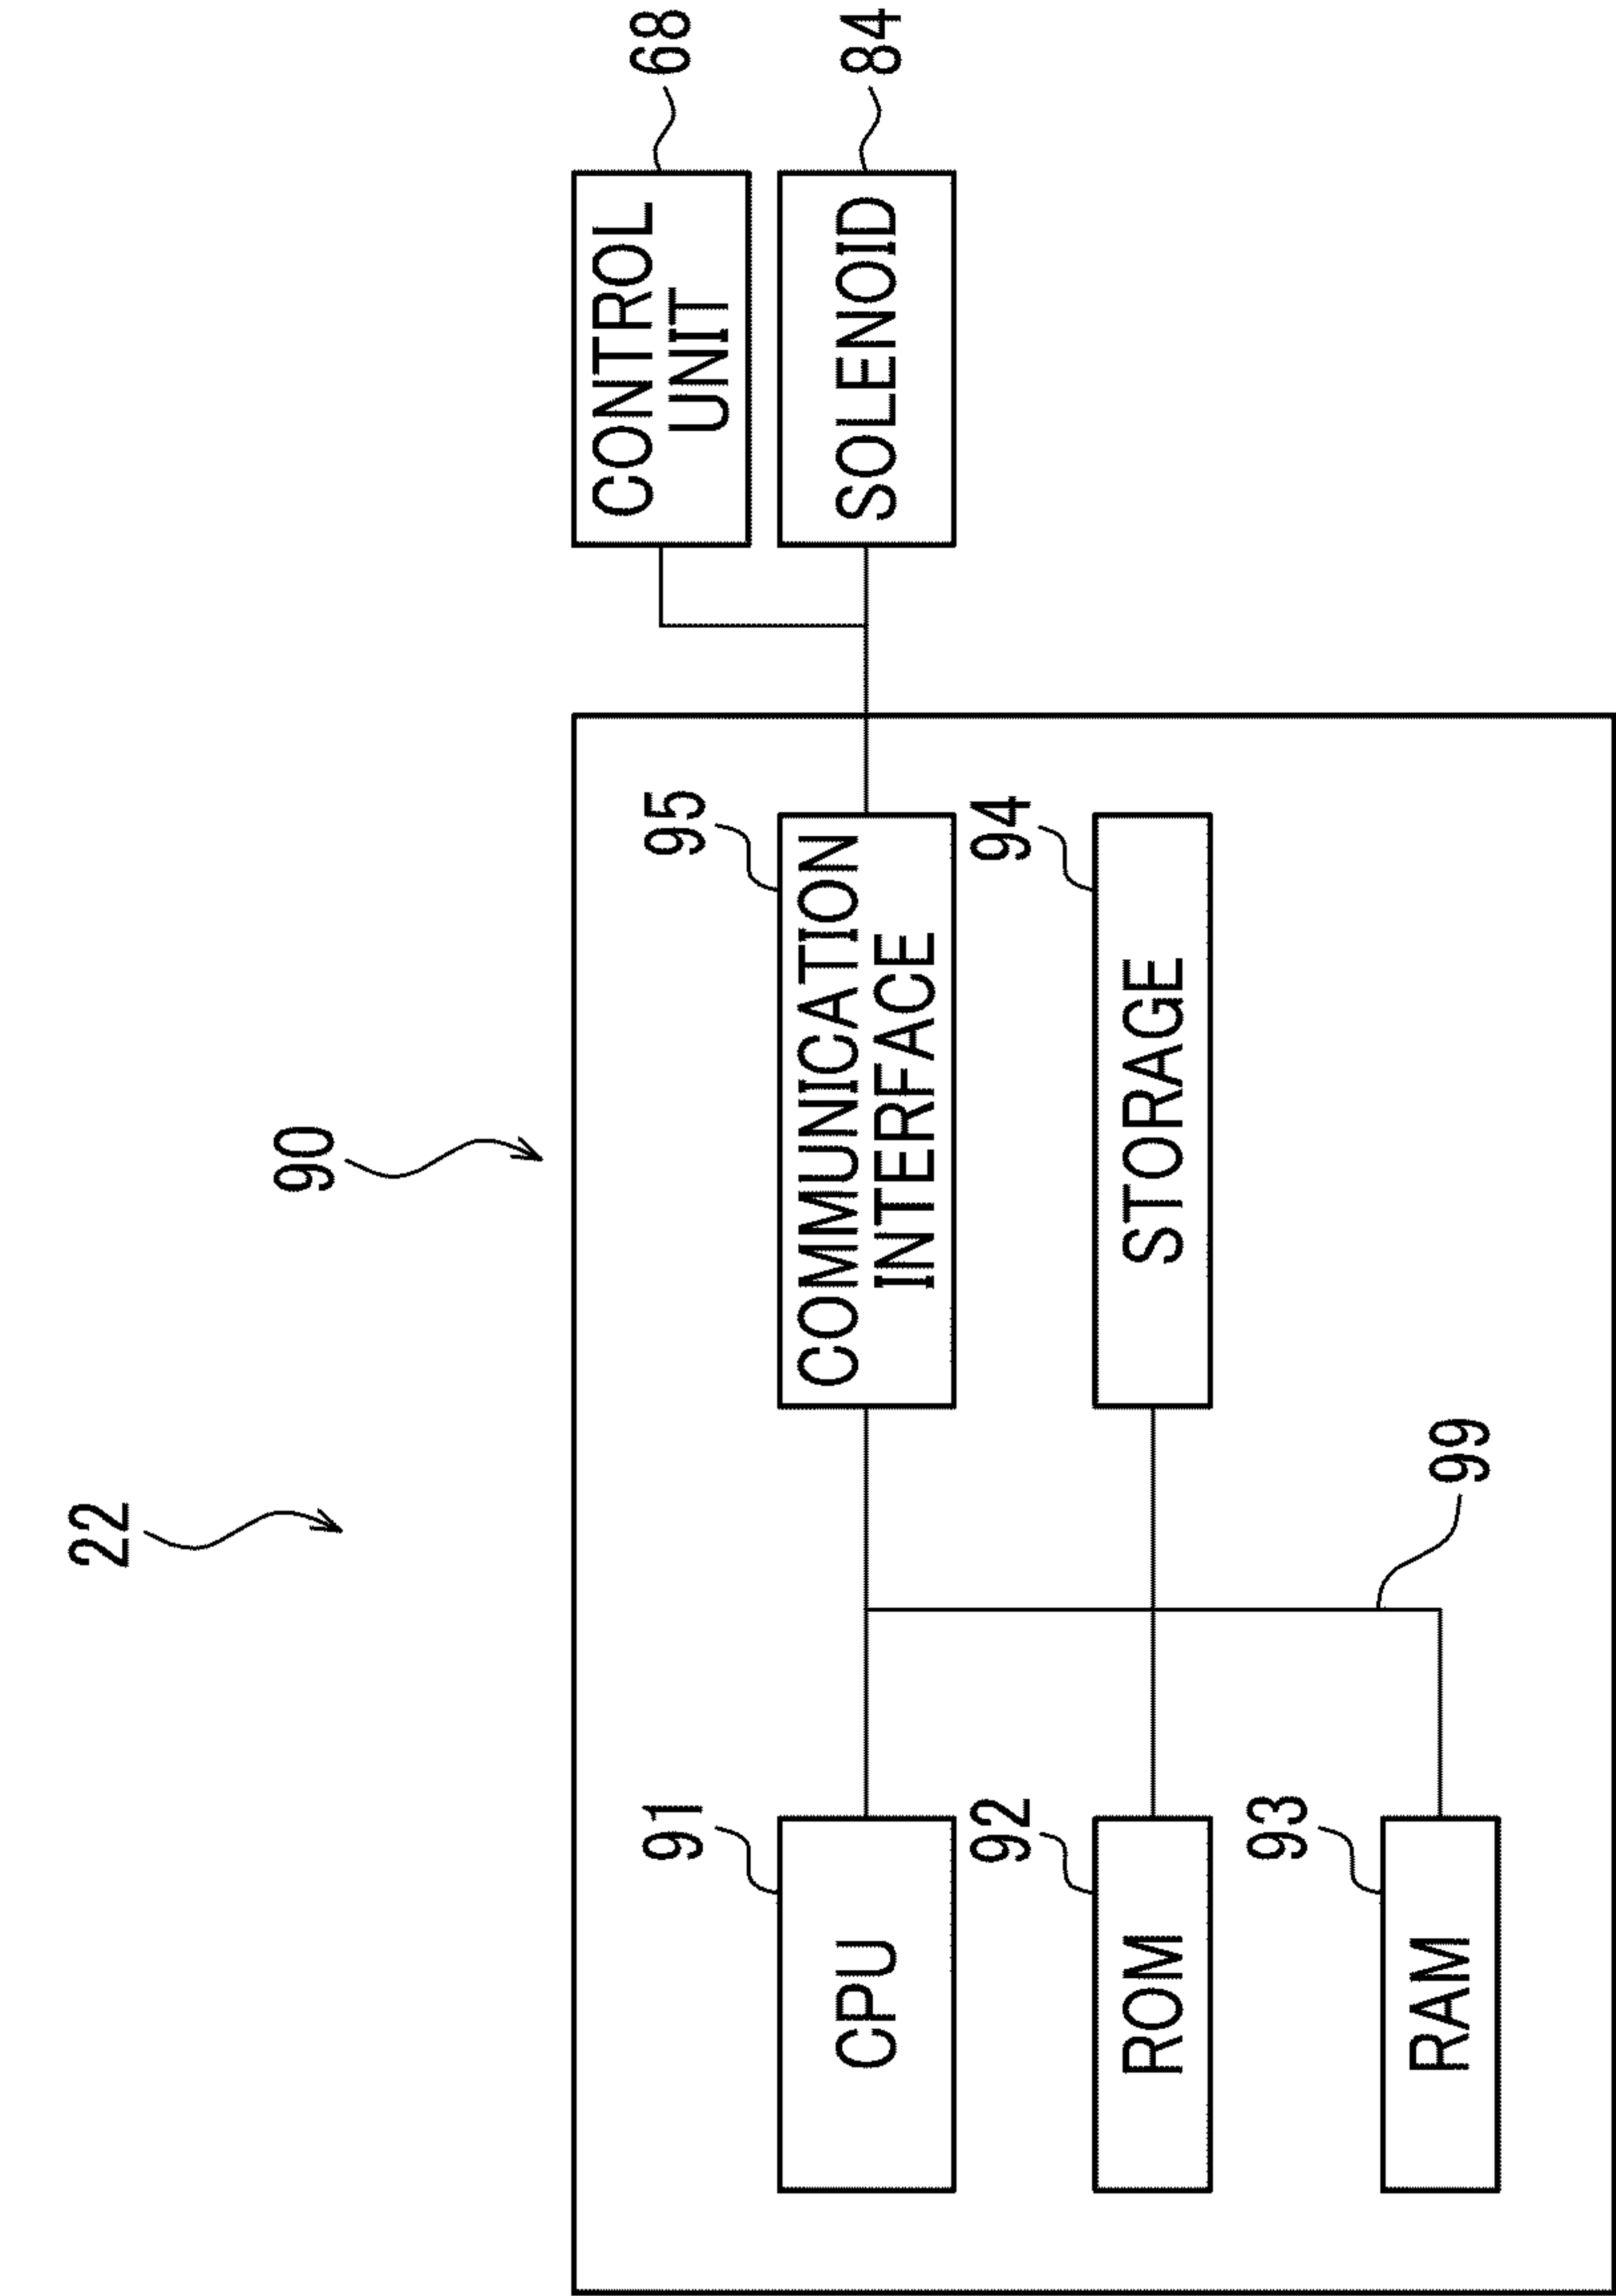 22
90
91
CPU
92
ROM
93
RAM
95
COMMUNICATION
INTERFACE
94
STORAGE
99
CONTROL
UNIT
68
SOLENOID
84